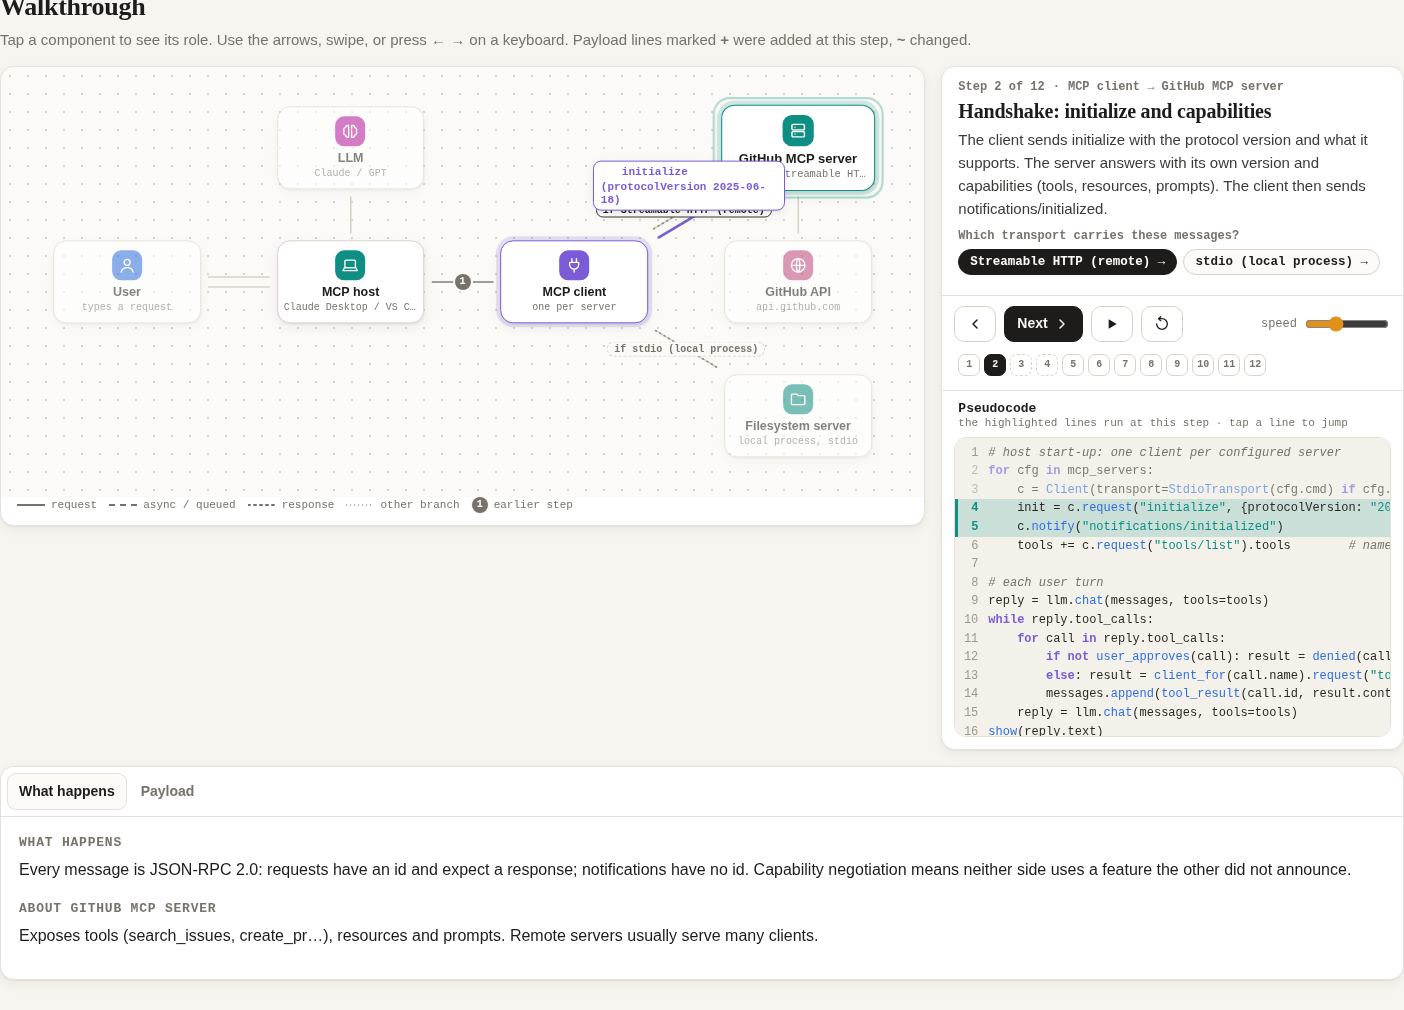 Walkthrough
Tap a component to see its role. Use the arrows, swipe, or press ← → on a keyboard. Payload lines marked + were added at this step, ~ changed.
LLM
Claude / GPT
GitHub MCP server
treamable HT…
initialize
(protocolVersion 2025-06-
18)
if Streamable HTTP (remote)
User
types a request
MCP host
Claude Desktop / VS C…
1
MCP client
one per server
GitHub API
api.github.com
if stdio (local process)
Filesystem server
local process, stdio
request
async / queued
response
other branch
1 earlier step
Step 2 of 12 · MCP client → GitHub MCP server
Handshake: initialize and capabilities
The client sends initialize with the protocol version and what it
supports. The server answers with its own version and
capabilities (tools, resources, prompts). The client then sends
notifications/initialized.
Which transport carries these messages?
Streamable HTTP (remote) → stdio (local process) →
Next
speed
1 2 3 4 5 6 7 8 9 10 11 12
Pseudocode
the highlighted lines run at this step · tap a line to jump
1 # host start-up: one client per configured server
2 for cfg in mcp_servers:
3     c = Client(transport=StdioTransport(cfg.cmd) if cfg.
4     init = c.request("initialize", {protocolVersion: "20
5     c.notify("notifications/initialized")
6     tools += c.request("tools/list").tools        # name
7
8 # each user turn
9 reply = llm.chat(messages, tools=tools)
10 while reply.tool_calls:
11     for call in reply.tool_calls:
12         if not user_approves(call): result = denied(call
13         else: result = client_for(call.name).request("to
14         messages.append(tool_result(call.id, result.cont
15     reply = llm.chat(messages, tools=tools)
16 show(reply.text)
What happens
Payload
WHAT HAPPENS
Every message is JSON-RPC 2.0: requests have an id and expect a response; notifications have no id. Capability negotiation means neither side uses a feature the other did not announce.
ABOUT GITHUB MCP SERVER
Exposes tools (search_issues, create_pr…), resources and prompts. Remote servers usually serve many clients.